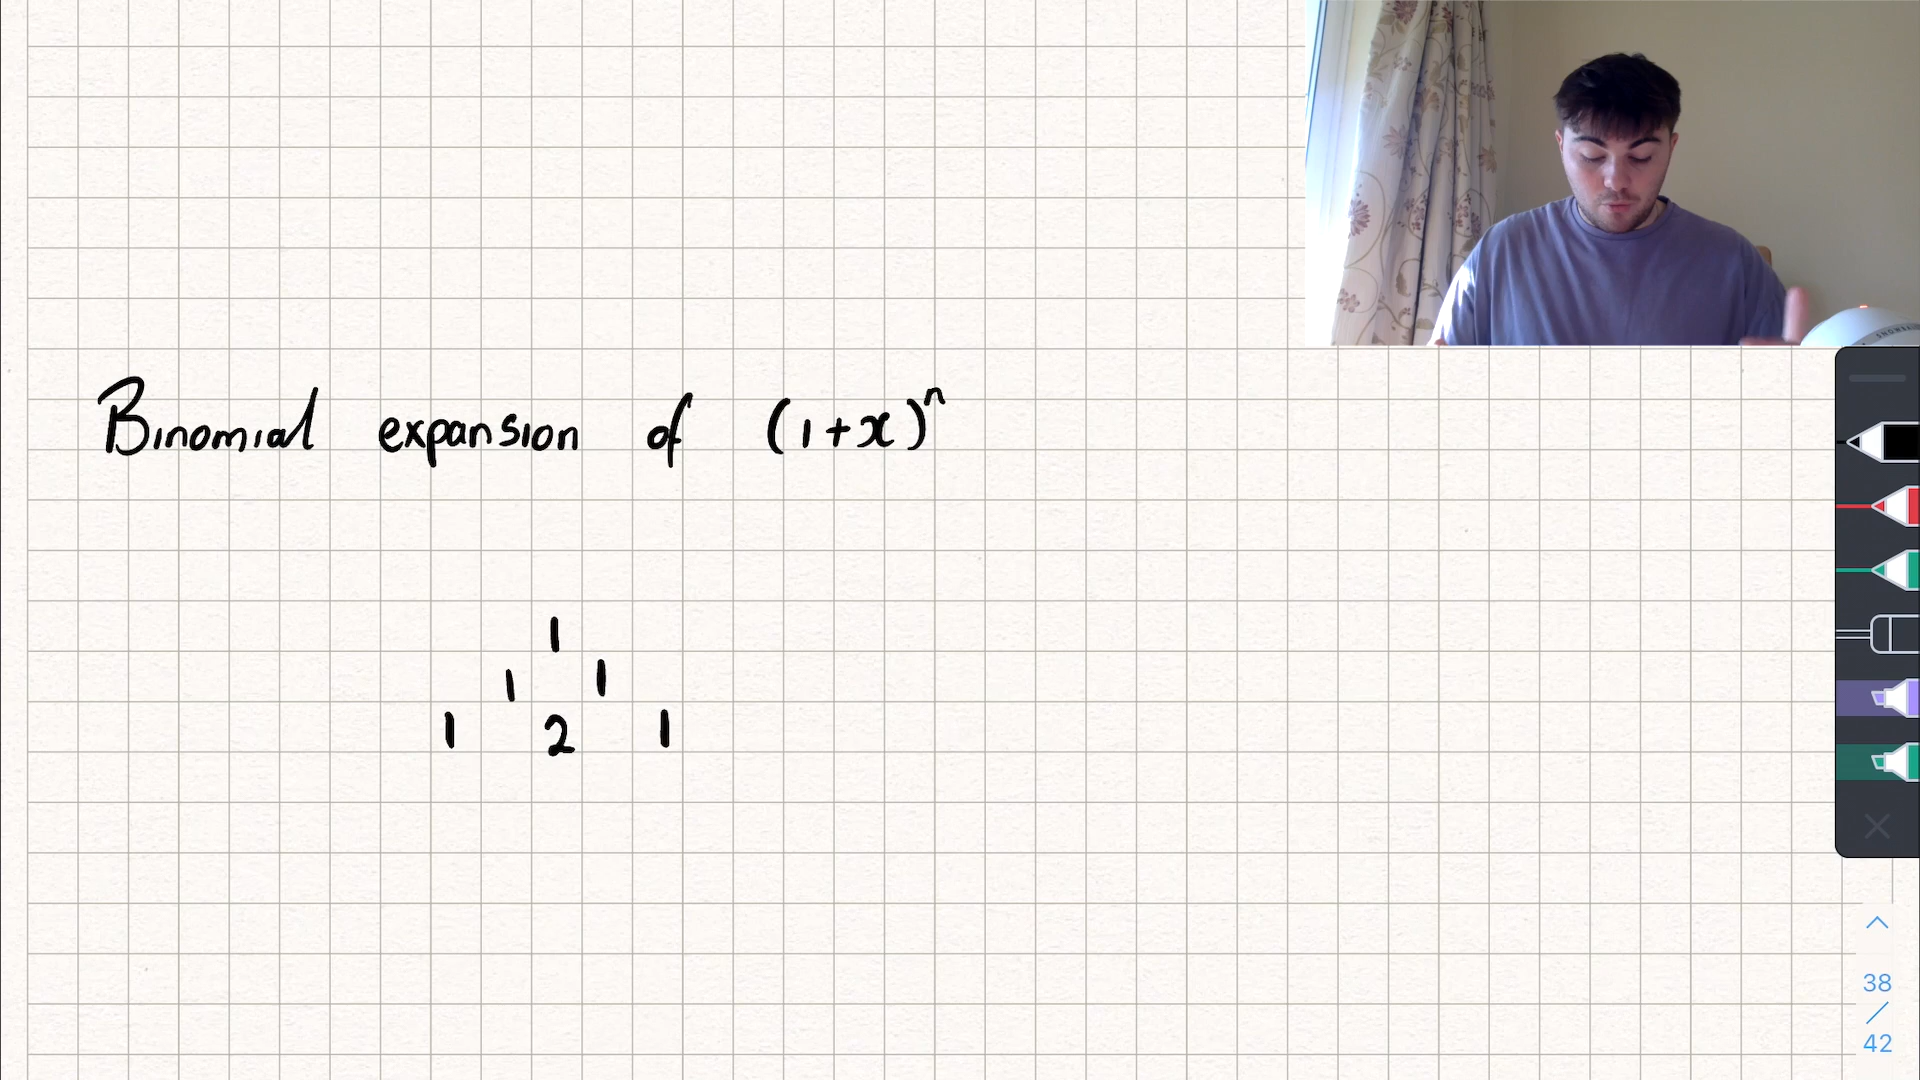 Binomial expansion of (1+x)ⁿ
1
1 1
1 2 1
38
/
42